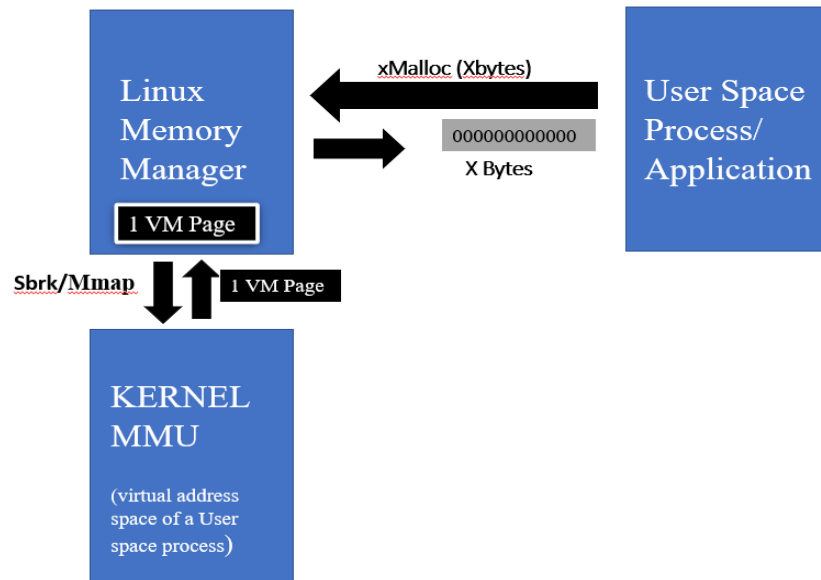 Linux
Memory
Manager
1 VM Page
xMalloc (Xbytes)
000000000000
X Bytes
User Space
Process/
Application
Sbrk/Mmap
1 VM Page
KERNEL
MMU
(virtual address
space of a User
space process)